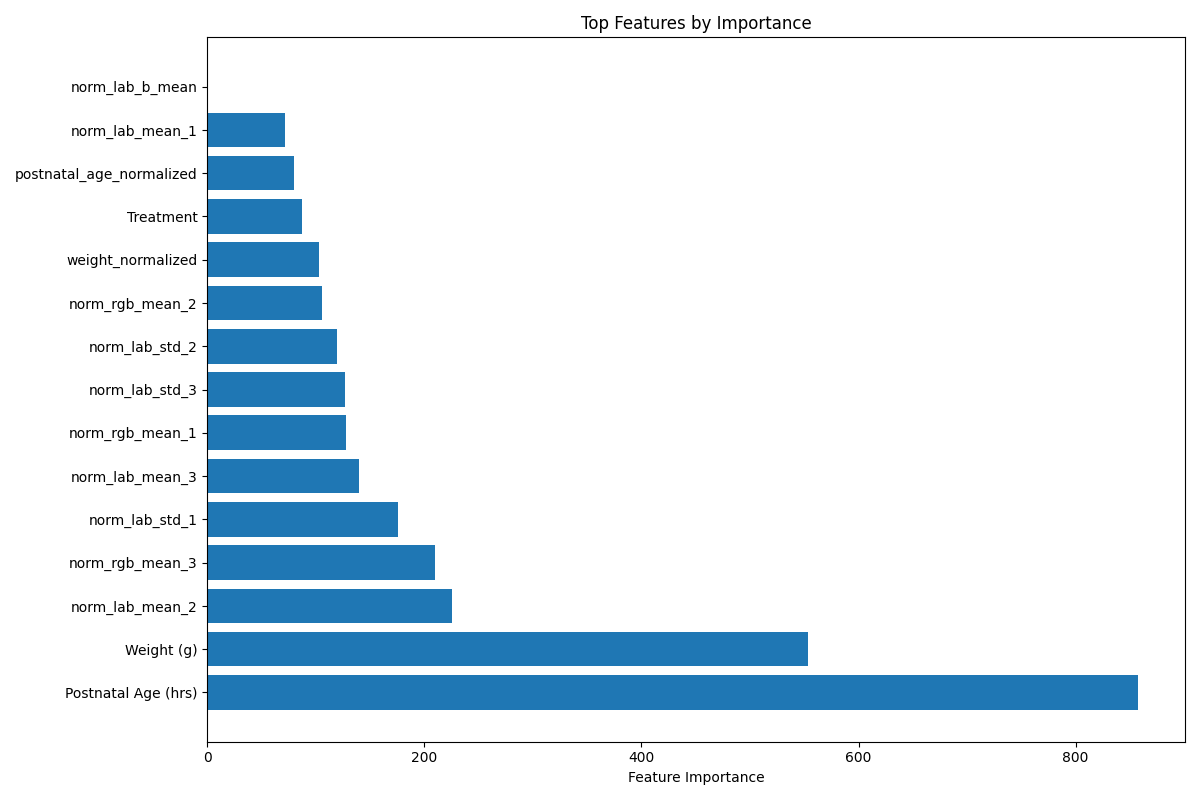 Top Features by Importance
norm_lab_b_mean
norm_lab_mean_1
postnatal_age_normalized
Treatment
weight_normalized
norm_rgb_mean_2
norm_lab_std_2
norm_lab_std_3
norm_rgb_mean_1
norm_lab_mean_3
norm_lab_std_1
norm_rgb_mean_3
norm_lab_mean_2
Weight (g)
Postnatal Age (hrs)
0 200 400 600 800
Feature Importance